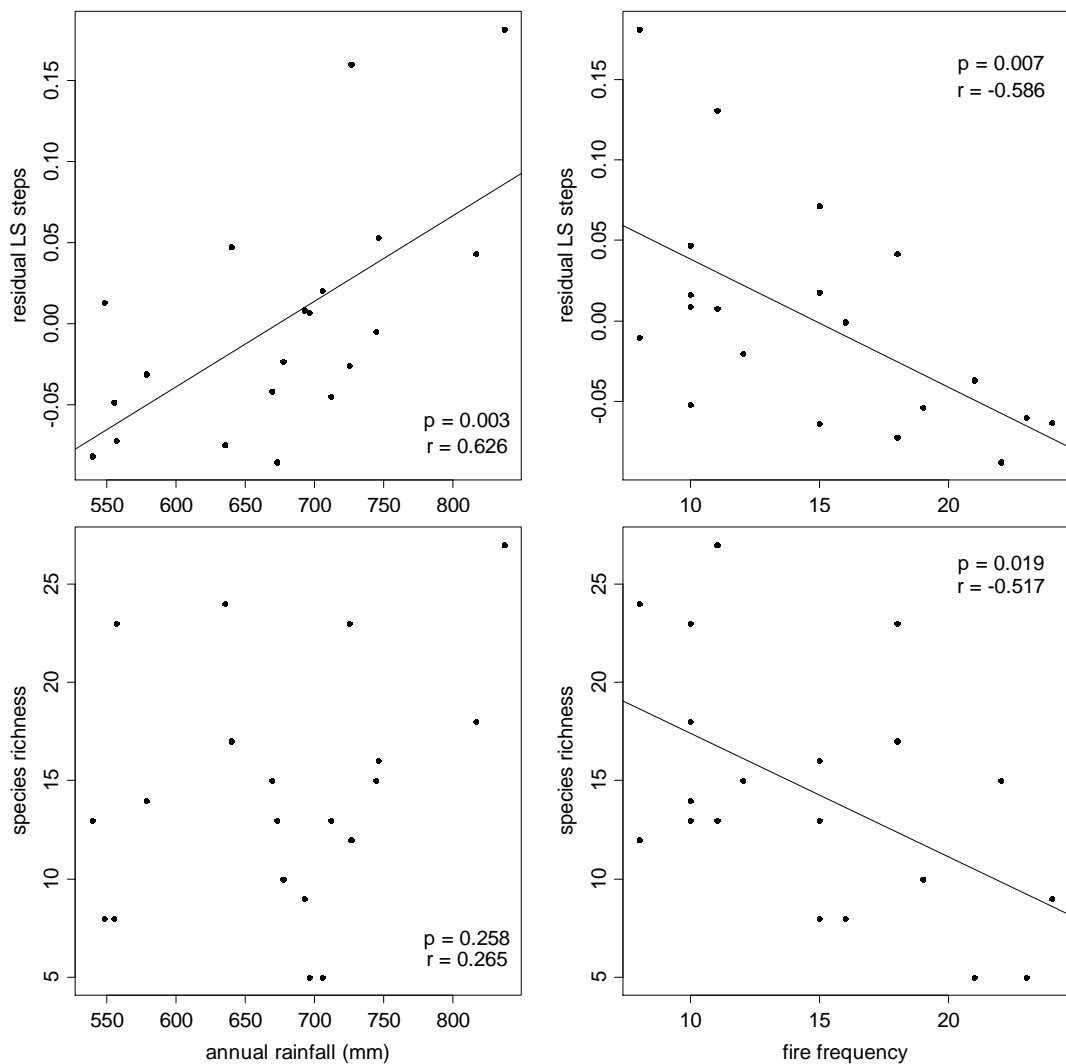 residual LS steps
0.15
0.10
0.05
0.00
-0.05
p = 0.003
r = 0.626
550 600 650 700 750 800
residual LS steps
0.15
0.10
0.05
0.00
-0.05
p = 0.007
r = -0.586
10 15 20
species richness
25
20
15
10
5
p = 0.258
r = 0.265
550 600 650 700 750 800
annual rainfall (mm)
species richness
25
20
15
10
5
p = 0.019
r = -0.517
10 15 20
fire frequency